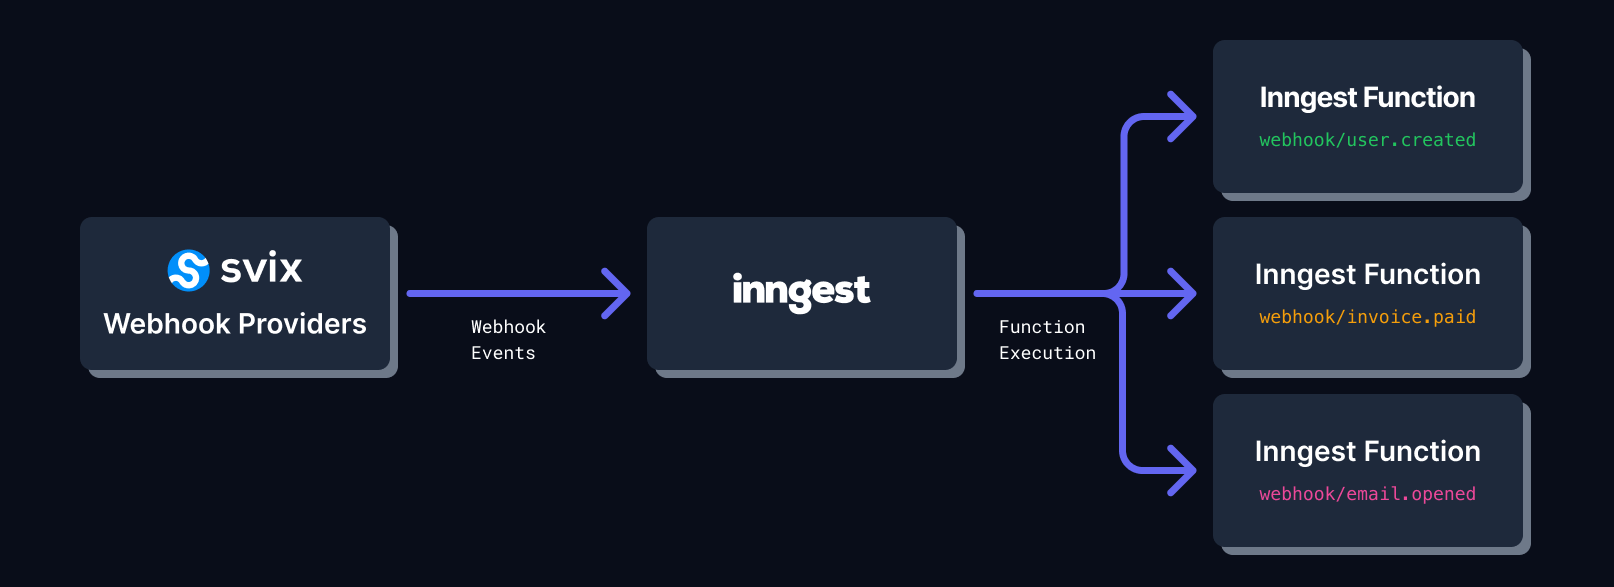 svix
Webhook Providers
Webhook
Events
inngest
Function
Execution
Inngest Function
webhook/user.created
Inngest Function
webhook/invoice.paid
Inngest Function
webhook/email.opened